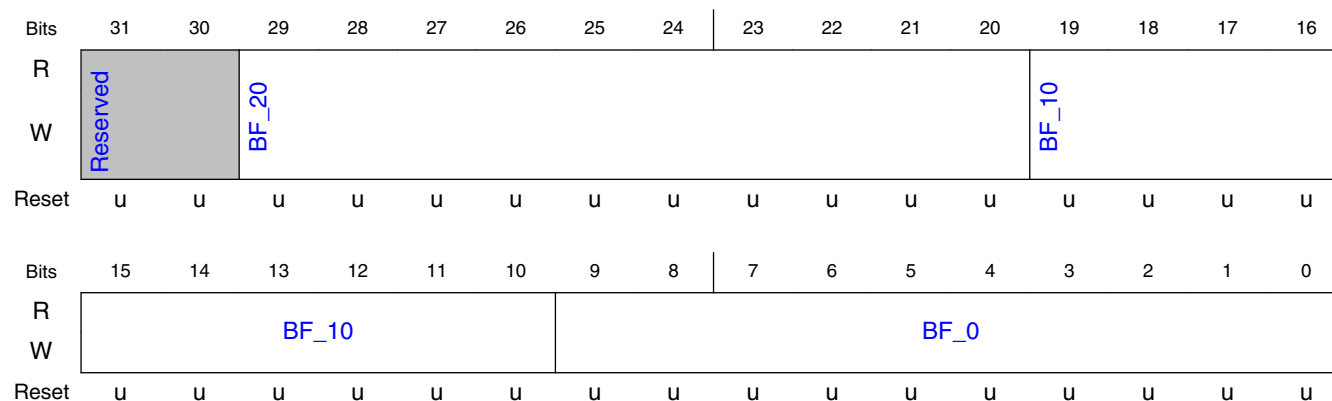 Bits 31 30 29 28 27 26 25 24 23 22 21 20 19 18 17 16
R
W
Reserved BF_20 BF_10
Reset u u u u u u u u u u u u u u u u
Bits 15 14 13 12 11 10 9 8 7 6 5 4 3 2 1 0
R
W
BF_10 BF_0
Reset u u u u u u u u u u u u u u u u